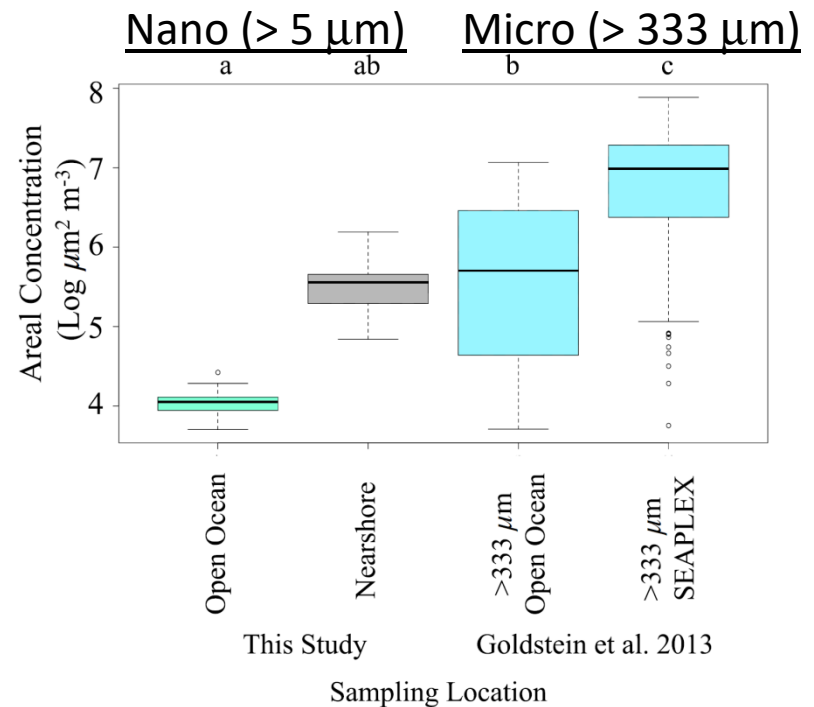 Nano (> 5 μm) Micro (> 333 μm)
a ab b c
Areal Concentration
(Log μm² m⁻³)
8
7
6
5
4
Open Ocean
Nearshore
>333 μm
Open Ocean
>333 μm
SEAPLEX
This Study Goldstein et al. 2013
Sampling Location